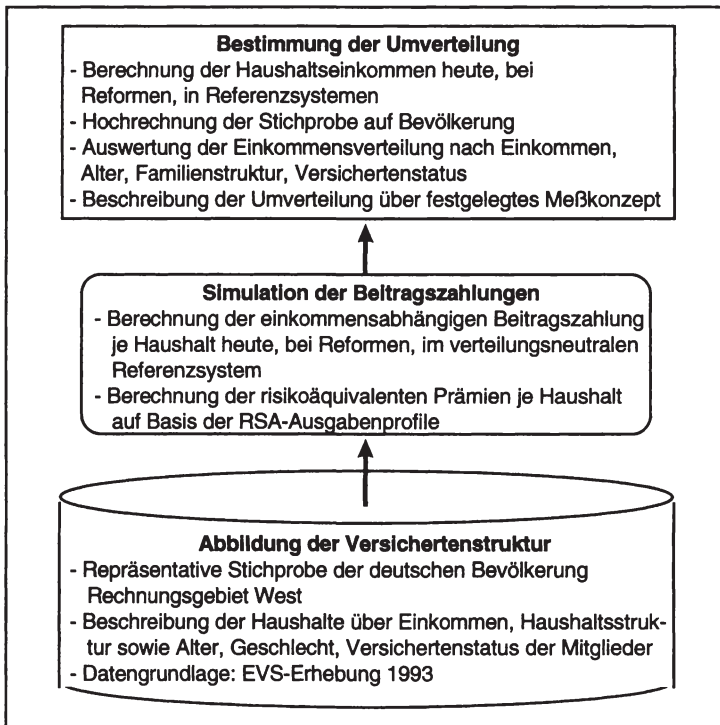 Bestimmung der Umverteilung
- Berechnung der Haushaltseinkommen heute, bei
Reformen, in Referenzsystemen
- Hochrechnung der Stichprobe auf Bevölkerung
- Auswertung der Einkommensverteilung nach Einkommen,
Alter, Familienstruktur, Versichertenstatus
- Beschreibung der Umverteilung über festgelegtes Meßkonzept
Simulation der Beitragszahlungen
- Berechnung der einkommensabhängigen Beitragszahlung
je Haushalt heute, bei Reformen, im verteilungsneutralen
Referenzsystem
- Berechnung der risikoäquivalenten Prämien je Haushalt
auf Basis der RSA-Ausgabenprofile
Abbildung der Versichertenstruktur
- Repräsentative Stichprobe der deutschen Bevölkerung
Rechnungsgebiet West
- Beschreibung der Haushalte über Einkommen, Haushaltsstruk-
tur sowie Alter, Geschlecht, Versichertenstatus der Mitglieder
- Datengrundlage: EVS-Erhebung 1993